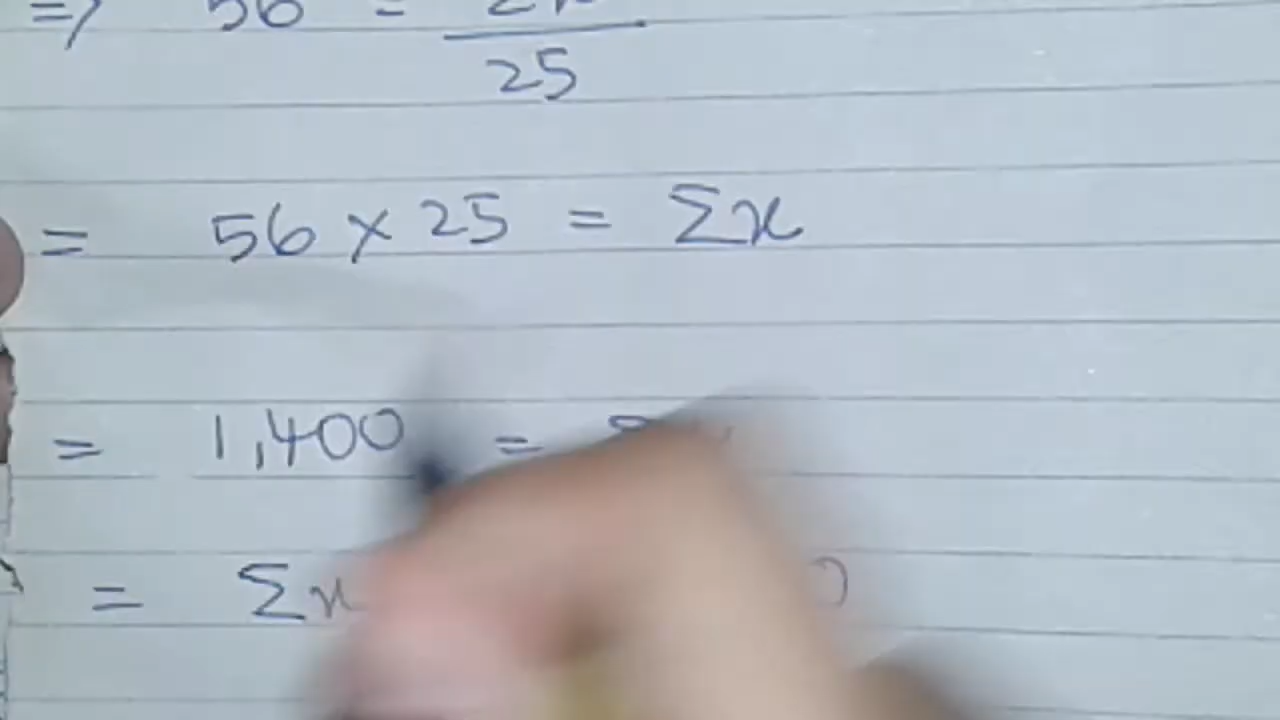 => 56 =
25
= 56 × 25 = Σx
= 1,400 =
= Σx